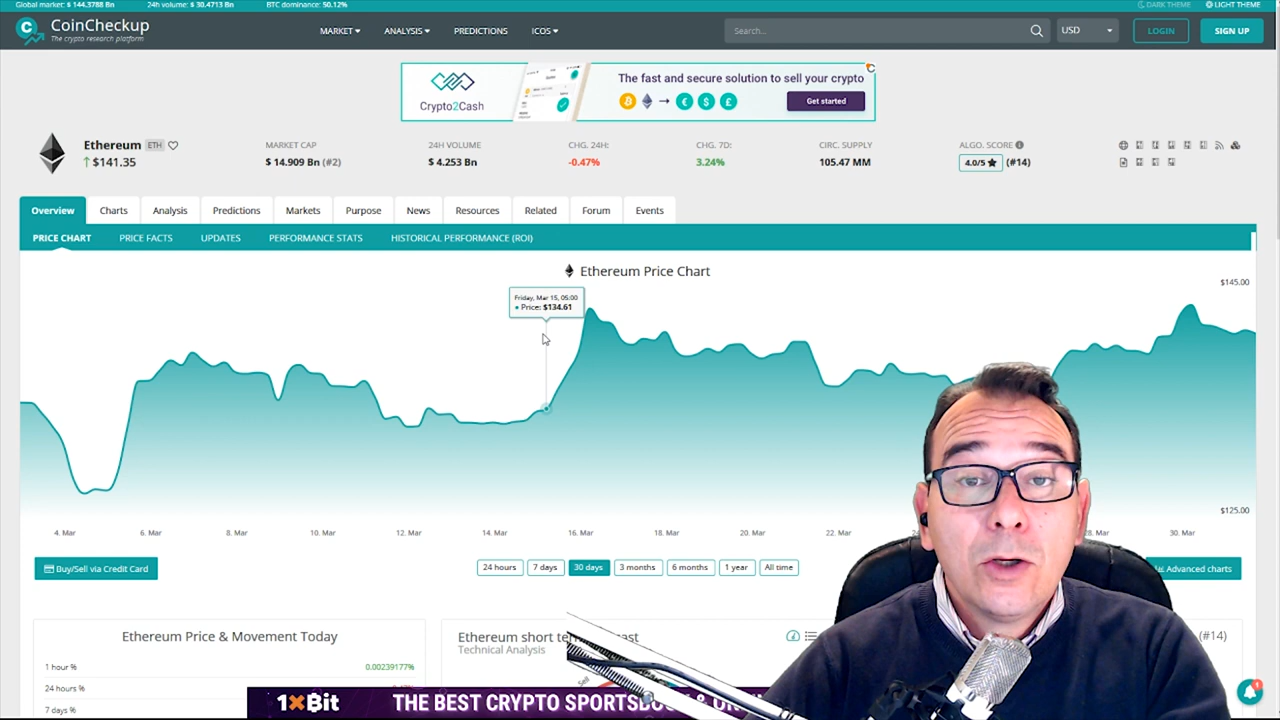 Global market: $ 144.3788 Bn 24h volume: $ 30.4713 Bn BTC dominance: 50.12% DARK THEME LIGHT THEME
CoinCheckup
The crypto research platform
MARKET ANALYSIS PREDICTIONS ICOS Search... USD LOGIN SIGN UP
Crypto2Cash
The fast and secure solution to sell your crypto
Get started
Ethereum ETH
$141.35
MARKET CAP
$ 14.909 Bn (#2)
24H VOLUME
$ 4.253 Bn
CHG. 24H:
-0.47%
CHG. 7D:
3.24%
CIRC. SUPPLY
105.47 MM
ALGO. SCORE
4.0/5 ★ (#14)
Overview Charts Analysis Predictions Markets Purpose News Resources Related Forum Events
PRICE CHART PRICE FACTS UPDATES PERFORMANCE STATS HISTORICAL PERFORMANCE (ROI)
Ethereum Price Chart
$145.00
Friday, Mar 15, 05:00
• Price: $134.61
$125.00
4. Mar 6. Mar 8. Mar 10. Mar 12. Mar 14. Mar 16. Mar 18. Mar 20. Mar 22. Mar 28. Mar 30. Mar
Buy/Sell via Credit Card
24 hours 7 days 30 days 3 months 6 months 1 year All time
Advanced charts
Ethereum Price & Movement Today
1 hour % 0.00239177%
24 hours %
7 days %
Ethereum short (#14)
Technical Analysis
1×Bit THE BEST CRYPTO